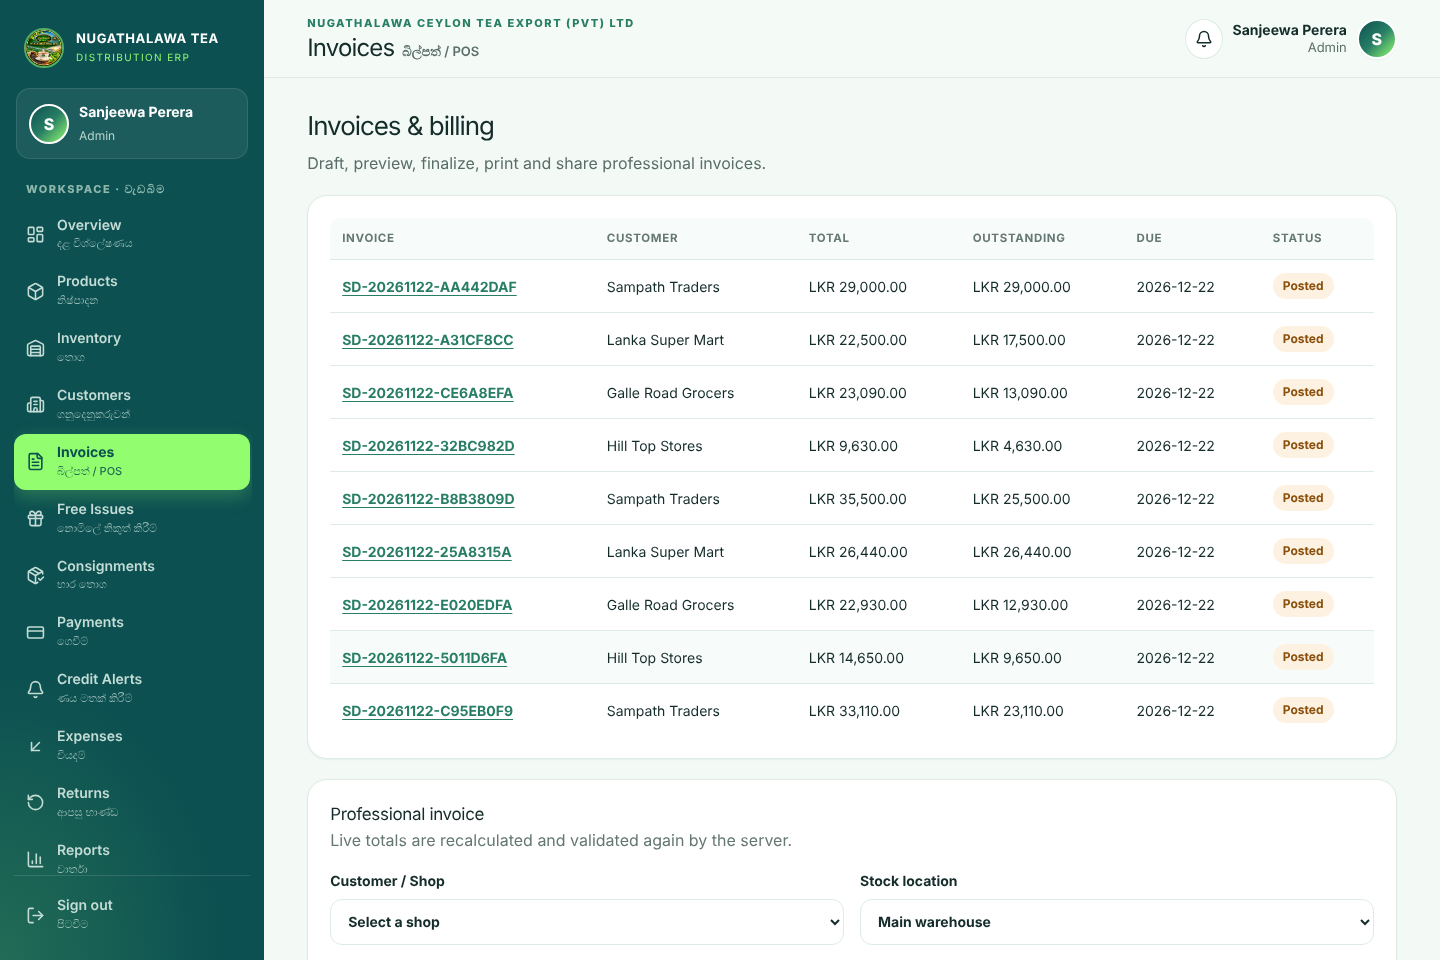 NUGATHALAWA TEA
DISTRIBUTION ERP
S
Sanjeewa Perera
Admin
WORKSPACE · වැඩබිම
Overview
දළ විශ්ලේෂණය
Products
නිෂ්පාදන
Inventory
තොග
Customers
ගනුදෙනුකරුවන්
Invoices
බිල්පත් / POS
Free Issues
නොමිලේ නිකුත් කිරීම්
Consignments
භාර තොග
Payments
ගෙවීම්
Credit Alerts
ණය මතක් කිරීම්
Expenses
වියදම්
Returns
ආපසු භාණ්ඩ
Reports
වාර්තා
Sign out
පිටවීම
NUGATHALAWA CEYLON TEA EXPORT (PVT) LTD
Invoices බිල්පත් / POS
Sanjeewa Perera
Admin
S
Invoices & billing
Draft, preview, finalize, print and share professional invoices.
INVOICE CUSTOMER TOTAL OUTSTANDING DUE STATUS
SD-20261122-AA442DAF Sampath Traders LKR 29,000.00 LKR 29,000.00 2026-12-22 Posted
SD-20261122-A31CF8CC Lanka Super Mart LKR 22,500.00 LKR 17,500.00 2026-12-22 Posted
SD-20261122-CE6A8EFA Galle Road Grocers LKR 23,090.00 LKR 13,090.00 2026-12-22 Posted
SD-20261122-32BC982D Hill Top Stores LKR 9,630.00 LKR 4,630.00 2026-12-22 Posted
SD-20261122-B8B3809D Sampath Traders LKR 35,500.00 LKR 25,500.00 2026-12-22 Posted
SD-20261122-25A8315A Lanka Super Mart LKR 26,440.00 LKR 26,440.00 2026-12-22 Posted
SD-20261122-E020EDFA Galle Road Grocers LKR 22,930.00 LKR 12,930.00 2026-12-22 Posted
SD-20261122-5011D6FA Hill Top Stores LKR 14,650.00 LKR 9,650.00 2026-12-22 Posted
SD-20261122-C95EB0F9 Sampath Traders LKR 33,110.00 LKR 23,110.00 2026-12-22 Posted
Professional invoice
Live totals are recalculated and validated again by the server.
Customer / Shop Stock location
Select a shop Main warehouse